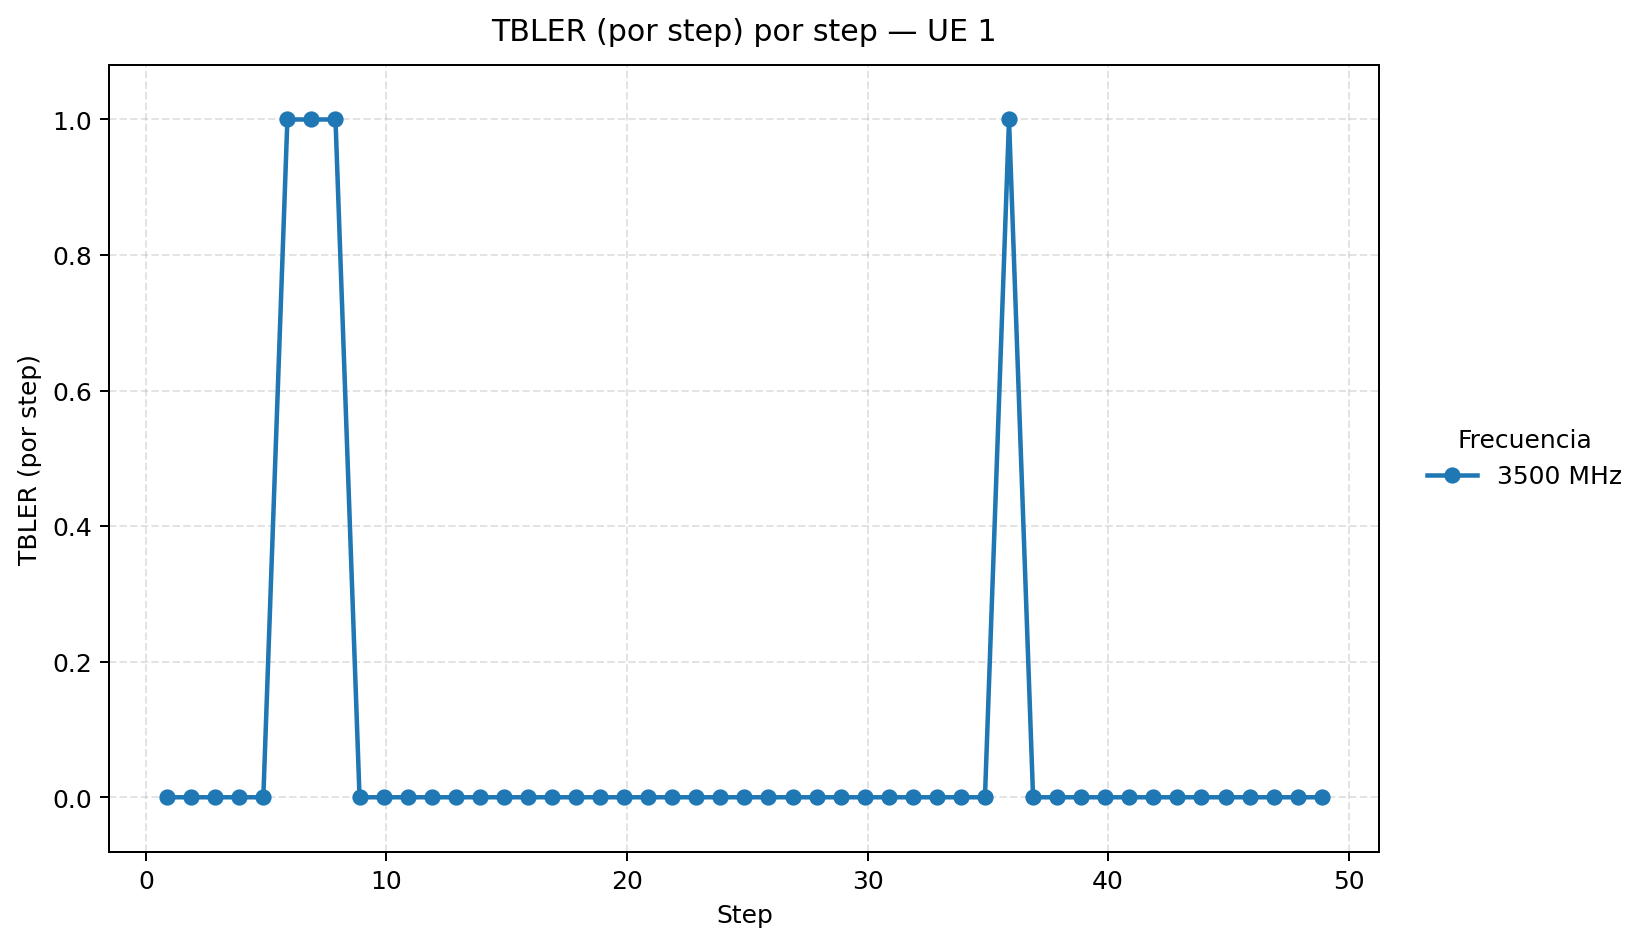 TBLER (por step) por step — UE 1
TBLER (por step)
1.0
0.8
0.6
0.4
0.2
0.0
0
10
20
30
40
50
Step
Frecuencia
3500 MHz